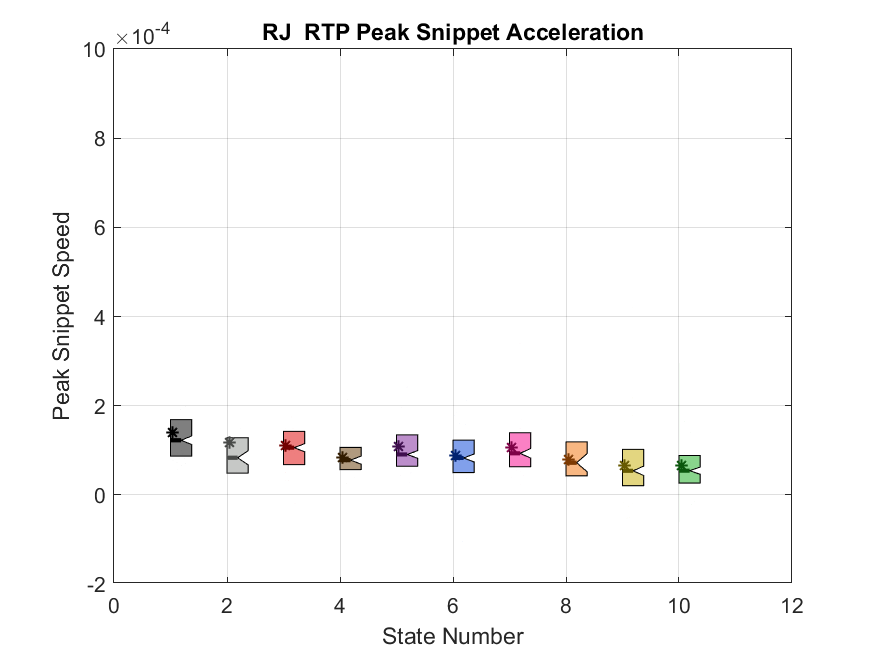 ×10-4
RJ  RTP Peak Snippet Acceleration
10
8
6
4
2
0
-2
Peak Snippet Speed
0 2 4 6 8 10 12
State Number